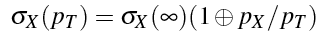 σ_X(p_T) = σ_X(∞)(1 ⊕ p_X/p_T)